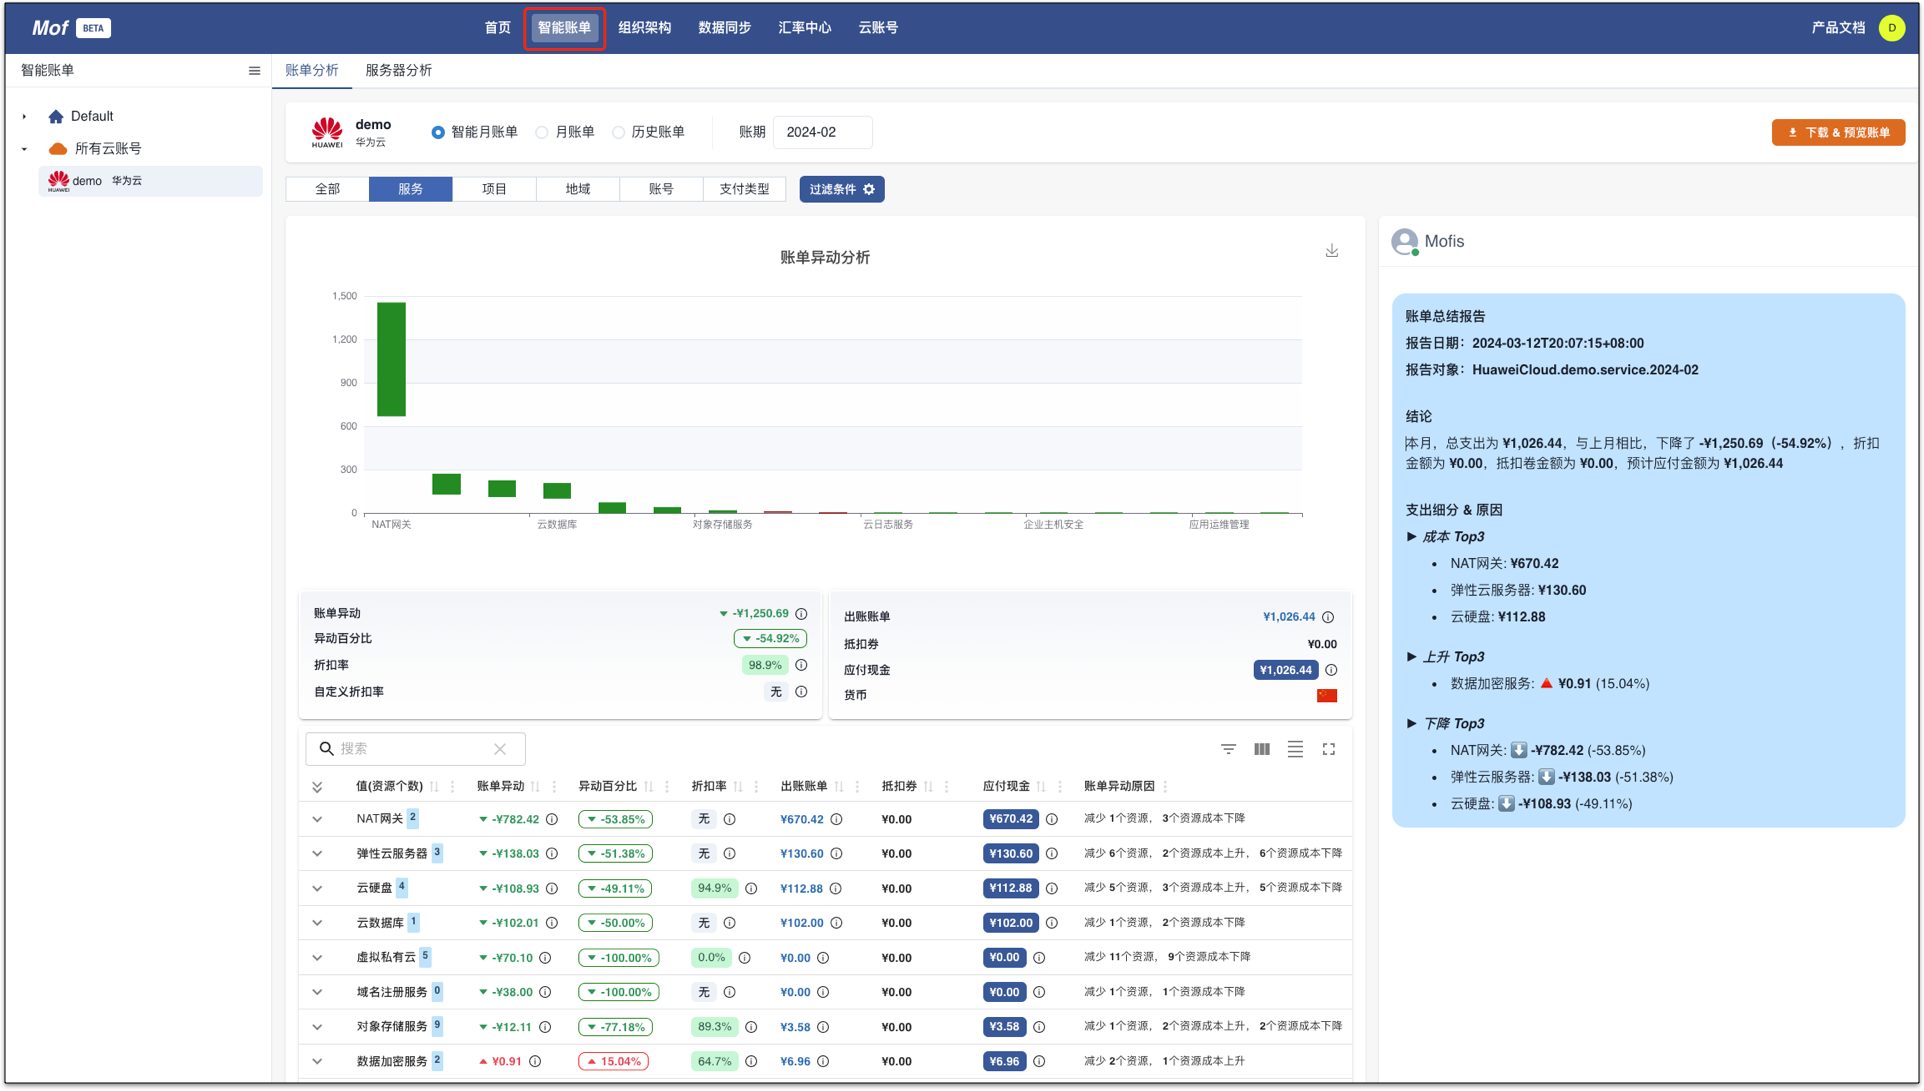 Mof BETA
首页 智能账单 组织架构 数据同步 汇率中心 云账号
产品文档 D
智能账单
Default
所有云账号
HUAWEI demo 华为云
账单分析 服务器分析
HUAWEI demo 华为云
智能月账单 月账单 历史账单 账期 2024-02
下载 & 预览账单
全部 服务 项目 地域 账号 支付类型 过滤条件
账单异动分析
1,500
1,200
900
600
300
0
NAT网关 云数据库 对象存储服务 云日志服务 企业主机安全 应用运维管理
账单异动 -¥1,250.69
异动百分比 -54.92%
折扣率 98.9%
自定义折扣率 无
出账账单 ¥1,026.44
抵扣券 ¥0.00
应付现金 ¥1,026.44
货币
搜索
值(资源个数) 账单异动 异动百分比 折扣率 出账账单 抵扣券 应付现金 账单异动原因
NAT网关 2 -¥782.42 -53.85% 无 ¥670.42 ¥0.00 ¥670.42 减少 1个资源， 3个资源成本下降
弹性云服务器 3 -¥138.03 -51.38% 无 ¥130.60 ¥0.00 ¥130.60 减少 6个资源， 2个资源成本上升， 6个资源成本下降
云硬盘 4 -¥108.93 -49.11% 94.9% ¥112.88 ¥0.00 ¥112.88 减少 5个资源， 3个资源成本上升， 5个资源成本下降
云数据库 1 -¥102.01 -50.00% 无 ¥102.00 ¥0.00 ¥102.00 减少 1个资源， 2个资源成本下降
虚拟私有云 5 -¥70.10 -100.00% 0.0% ¥0.00 ¥0.00 ¥0.00 减少 11个资源， 9个资源成本下降
域名注册服务 0 -¥38.00 -100.00% 无 ¥0.00 ¥0.00 ¥0.00 减少 1个资源， 1个资源成本下降
对象存储服务 9 -¥12.11 -77.18% 89.3% ¥3.58 ¥0.00 ¥3.58 减少 1个资源， 2个资源成本上升， 2个资源成本下降
数据加密服务 2 ¥0.91 15.04% 64.7% ¥6.96 ¥0.00 ¥6.96 减少 2个资源， 1个资源成本上升
Mofis
账单总结报告
报告日期：2024-03-12T20:07:15+08:00
报告对象：HuaweiCloud.demo.service.2024-02
结论
本月，总支出为 ¥1,026.44，与上月相比，下降了 -¥1,250.69（-54.92%），折扣
金额为 ¥0.00，抵扣卷金额为 ¥0.00，预计应付金额为 ¥1,026.44
支出细分 & 原因
► 成本 Top3
• NAT网关: ¥670.42
• 弹性云服务器: ¥130.60
• 云硬盘: ¥112.88
► 上升 Top3
• 数据加密服务: 🔺 ¥0.91 (15.04%)
► 下降 Top3
• NAT网关: ⬇️ -¥782.42 (-53.85%)
• 弹性云服务器: ⬇️ -¥138.03 (-51.38%)
• 云硬盘: ⬇️ -¥108.93 (-49.11%)